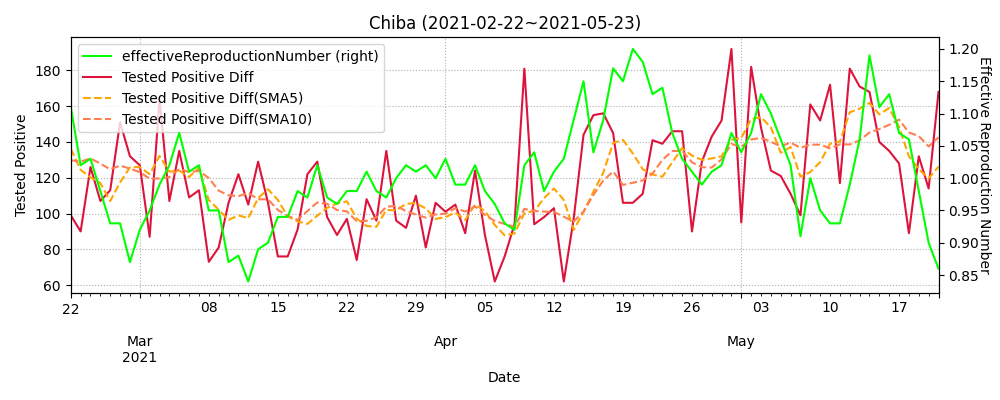 Chiba (2021-02-22~2021-05-23)
effectiveReproductionNumber (right)
Tested Positive Diff
Tested Positive Diff(SMA5)
Tested Positive Diff(SMA10)
Tested Positive
180
160
140
120
100
80
60
1.20
1.15
1.10
1.05
1.00
0.95
0.90
0.85
Effective Reproduction Number
22 08 15 22 29 05 12 19 26 03 10 17
Mar Apr May
2021
Date